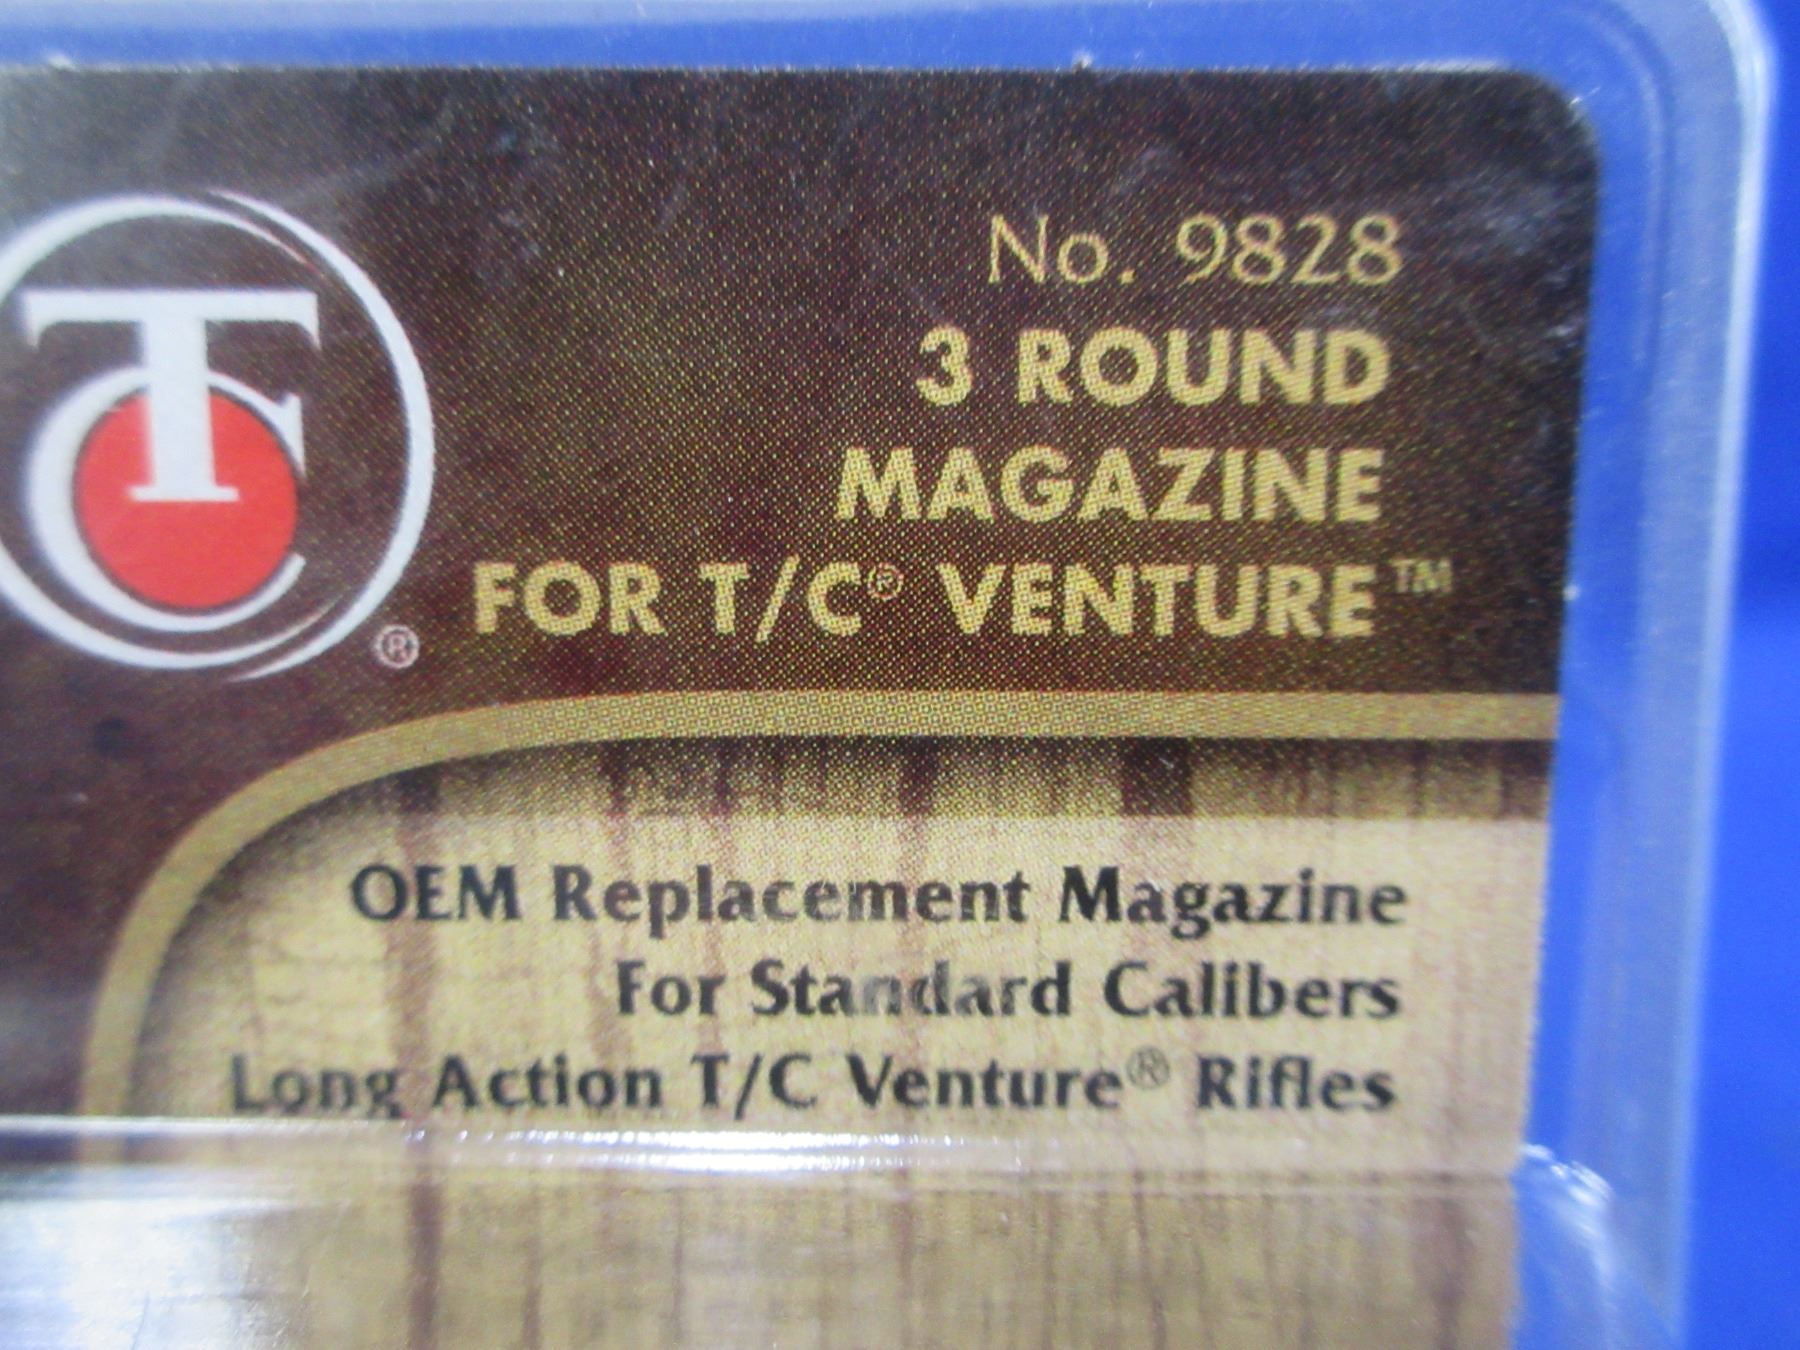 TC®
No. 9828
3 ROUND
MAGAZINE
FOR T/C® VENTURE™
OEM Replacement Magazine
For Standard Calibers
Long Action T/C Venture® Rifles